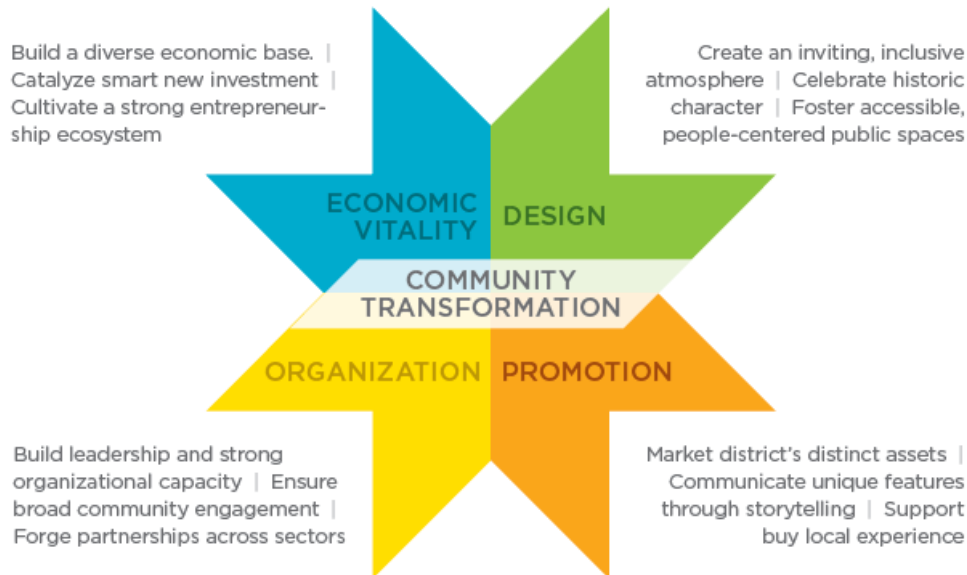 Build a diverse economic base. |
Catalyze smart new investment |
Cultivate a strong entrepreneur-
ship ecosystem
Create an inviting, inclusive
atmosphere | Celebrate historic
character | Foster accessible,
people-centered public spaces
ECONOMIC
VITALITY
DESIGN
COMMUNITY
TRANSFORMATION
ORGANIZATION
PROMOTION
Build leadership and strong
organizational capacity | Ensure
broad community engagement |
Forge partnerships across sectors
Market district's distinct assets |
Communicate unique features
through storytelling | Support
buy local experience